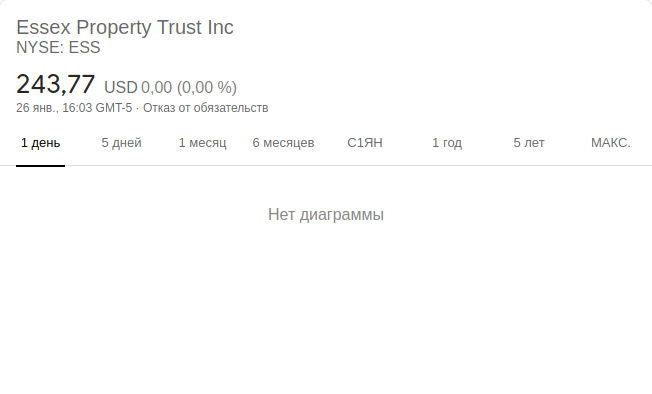 Essex Property Trust Inc
NYSE: ESS
243,77 USD 0,00 (0,00 %)
26 янв., 16:03 GMT-5 · Отказ от обязательств
1 день 5 дней 1 месяц 6 месяцев С1ЯН 1 год 5 лет МАКС.
Нет диаграммы